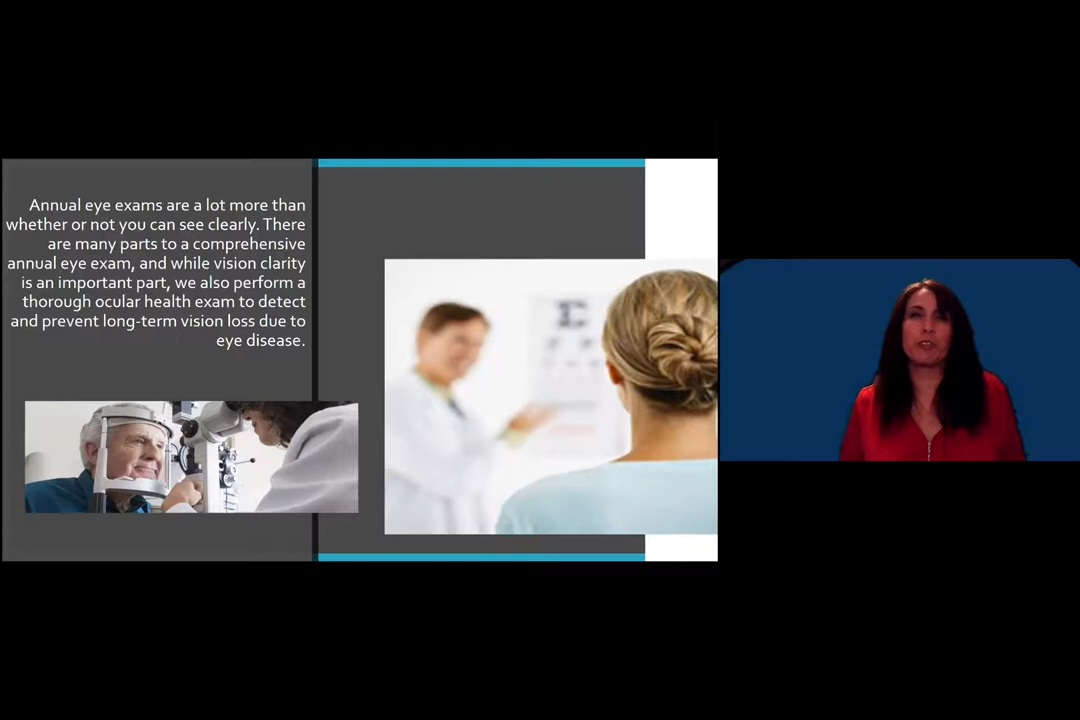 Annual eye exams are a lot more than
whether or not you can see clearly. There
are many parts to a comprehensive
annual eye exam, and while vision clarity
is an important part, we also perform a
thorough ocular health exam to detect
and prevent long-term vision loss due to
eye disease.
E